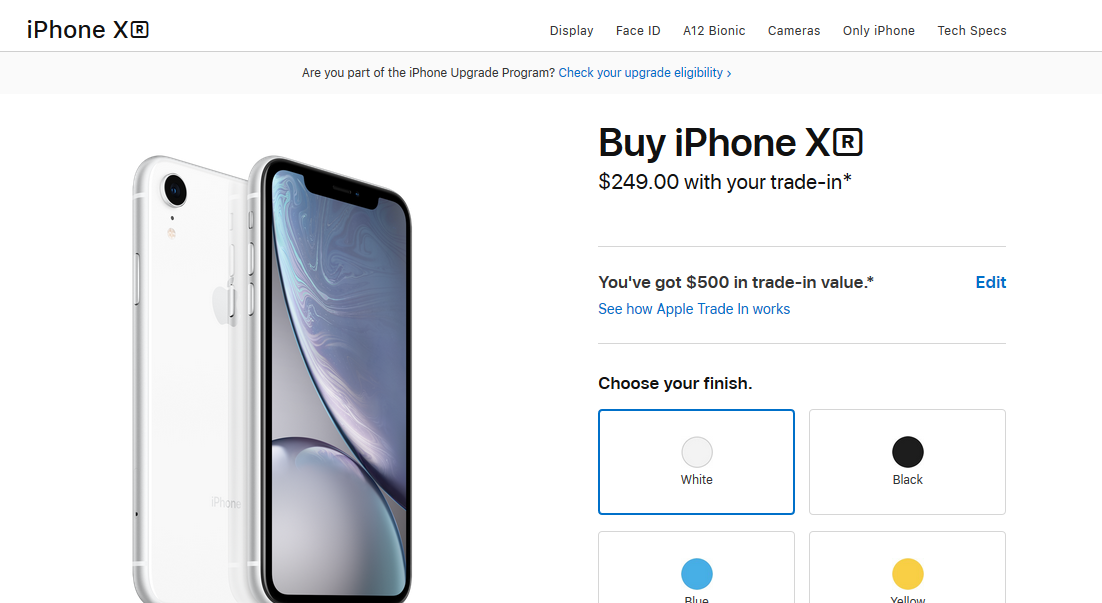 iPhone XR
Display Face ID A12 Bionic Cameras Only iPhone Tech Specs
Are you part of the iPhone Upgrade Program? Check your upgrade eligibility ›
Buy iPhone XR
$249.00 with your trade-in*
You've got $500 in trade-in value.* Edit
See how Apple Trade In works
Choose your finish.
White Black
Blue Yellow
iPhone